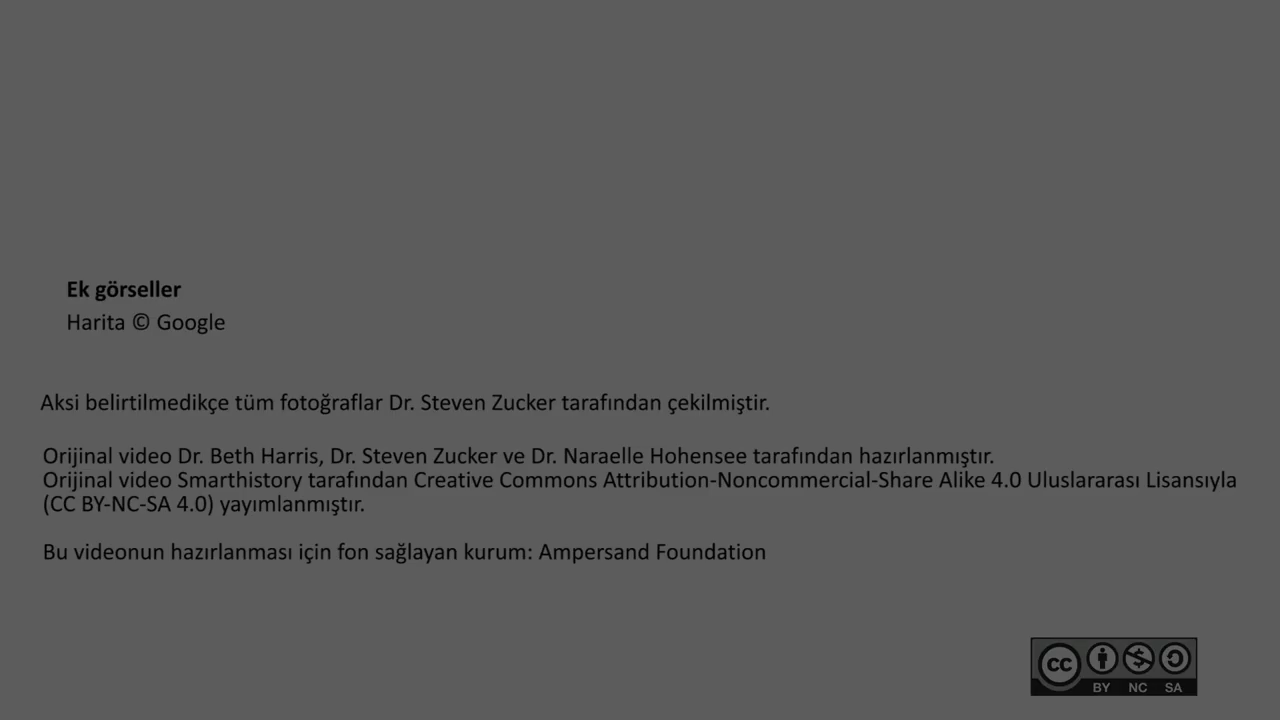 Ek görseller
Harita © Google
Aksi belirtilmedikçe tüm fotoğraflar Dr. Steven Zucker tarafından çekilmiştir.
Orijinal video Dr. Beth Harris, Dr. Steven Zucker ve Dr. Naraelle Hohensee tarafından hazırlanmıştır.
Orijinal video Smarthistory tarafından Creative Commons Attribution-Noncommercial-Share Alike 4.0 Uluslararası Lisansıyla
(CC BY-NC-SA 4.0) yayımlanmıştır.
Bu videonun hazırlanması için fon sağlayan kurum: Ampersand Foundation
cc
BY NC SA